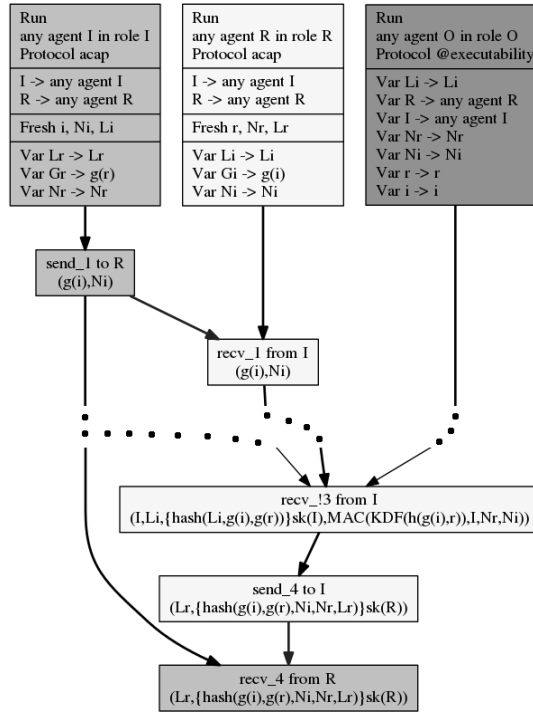 Run
any agent I in role I
Protocol acap
I -> any agent I
R -> any agent R
Fresh i, Ni, Li
Var Lr -> Lr
Var Gr -> g(r)
Var Nr -> Nr
Run
any agent R in role R
Protocol acap
I -> any agent I
R -> any agent R
Fresh r, Nr, Lr
Var Li -> Li
Var Gi -> g(i)
Var Ni -> Ni
Run
any agent O in role O
Protocol @executability
Var Li -> Li
Var R -> any agent R
Var I -> any agent I
Var Nr -> Nr
Var Ni -> Ni
Var r -> r
Var i -> i
send_1 to R
(g(i),Ni)
recv_1 from I
(g(i),Ni)
recv_!3 from I
(I,Li,{hash(Li,g(i),g(r))}sk(I),MAC(KDF(h(g(i),r)),I,Nr,Ni))
send_4 to I
(Lr,{hash(g(i),g(r),Ni,Nr,Lr)}sk(R))
recv_4 from R
(Lr,{hash(g(i),g(r),Ni,Nr,Lr)}sk(R))